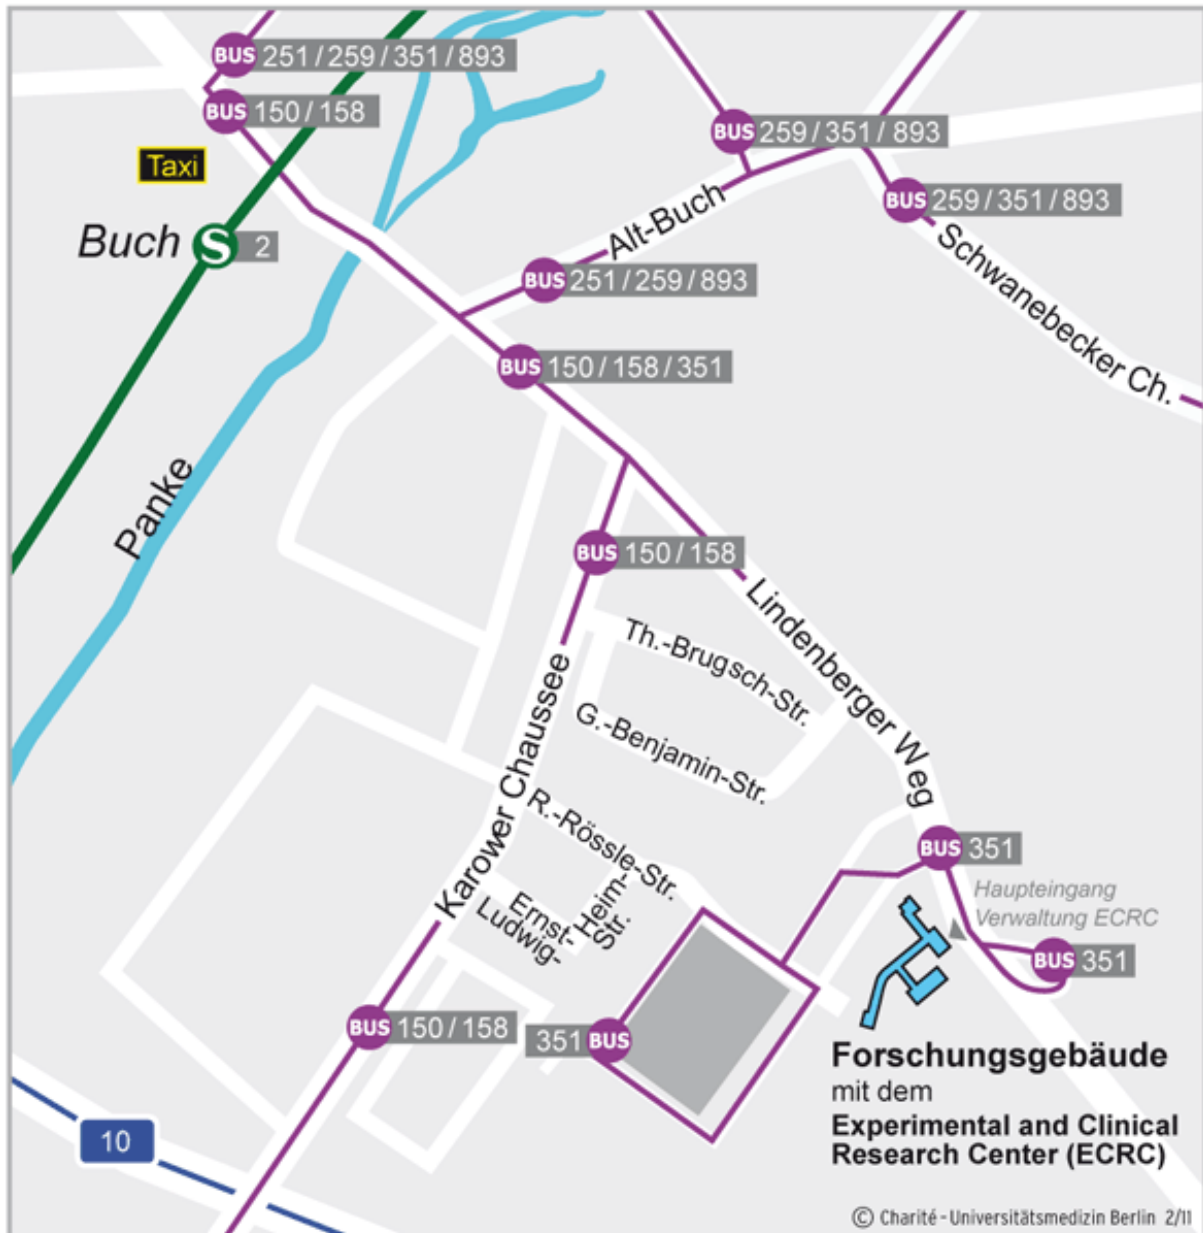 BUS 251 / 259 / 351 / 893
BUS 150 / 158
Taxi
BUS 259 / 351 / 893
BUS 259 / 351 / 893
Buch S 2
Alt-Buch
Schwanebecker Ch.
BUS 251 / 259 / 893
BUS 150 / 158 / 351
Panke
BUS 150 / 158
Lindenberger Weg
Th.-Brugsch-Str.
G.-Benjamin-Str.
Karower Chaussee
R.-Rössle-Str.
Ernst-
Ludwig-
Heim-
Str.
BUS 351
Haupteingang
Verwaltung ECRC
BUS 351
BUS 150 / 158
351 BUS
Forschungsgebäude
mit dem
Experimental and Clinical
Research Center (ECRC)
10
© Charité - Universitätsmedizin Berlin 2/11